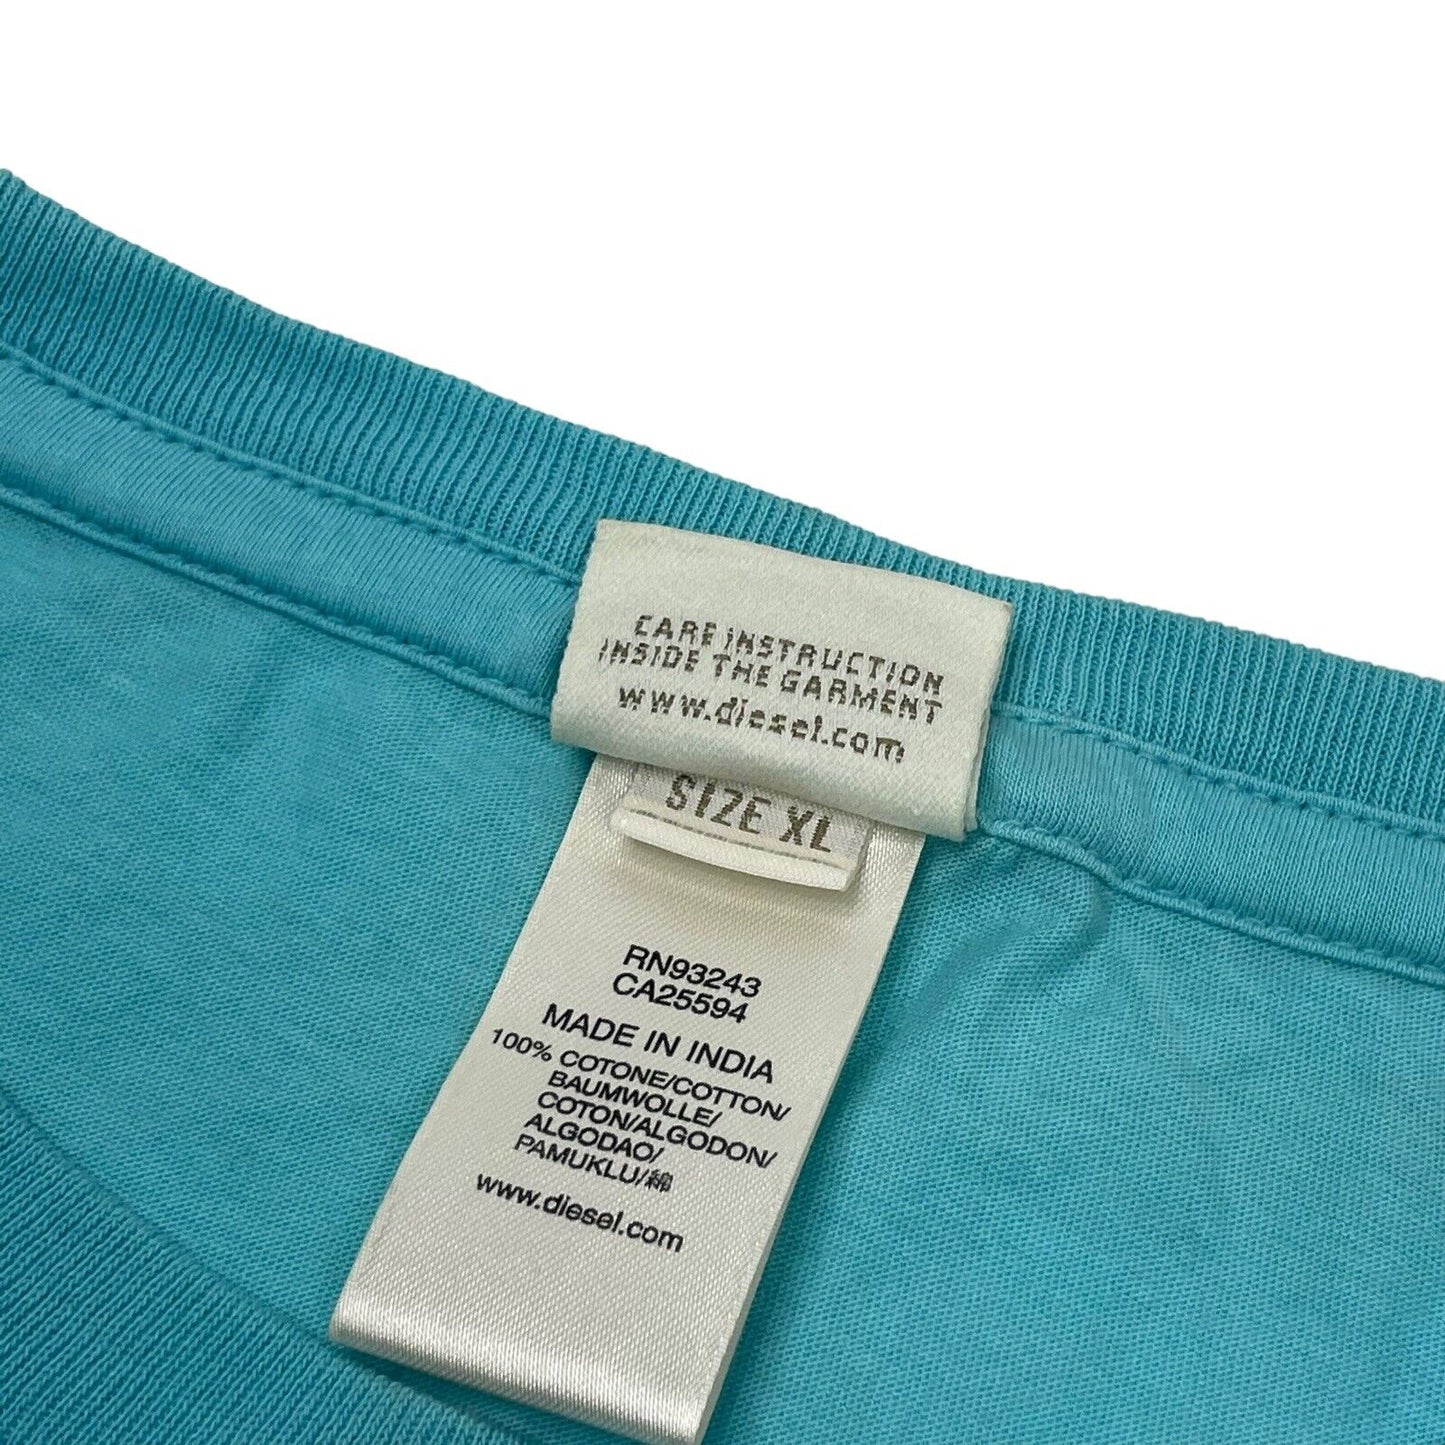 CARE INSTRUCTION
INSIDE THE GARMENT
www.diesel.com
SIZE XL
RN93243
CA25594
MADE IN INDIA
100% COTONE/COTTON/
BAUMWOLLE/
COTON/ALGODON/
ALGODAO/
PAMUKLU/綿
www.diesel.com